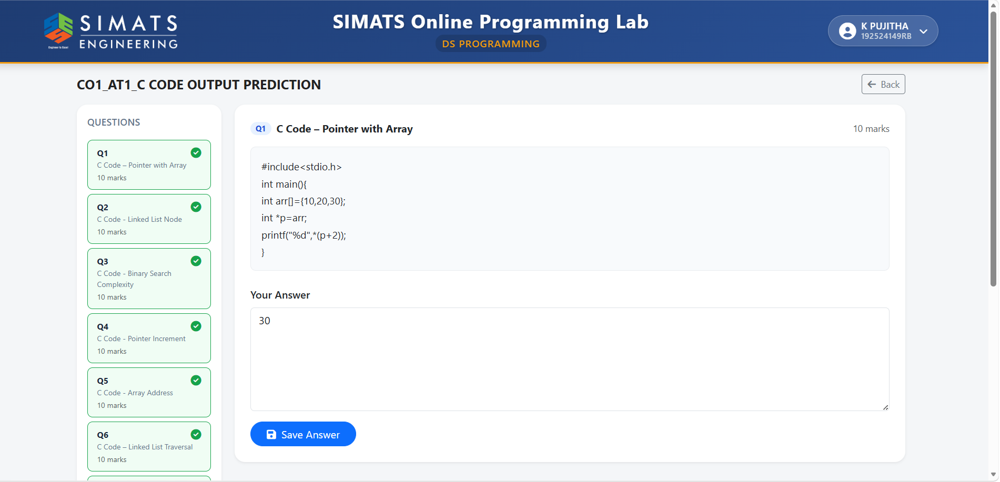 SIMATS
ENGINEERING
Engineer to Excel
SIMATS Online Programming Lab
DS PROGRAMMING
K PUJITHA
192524149RB
CO1_AT1_C CODE OUTPUT PREDICTION
Back
QUESTIONS
Q1
C Code – Pointer with Array
10 marks
Q2
C Code - Linked List Node
10 marks
Q3
C Code - Binary Search
Complexity
10 marks
Q4
C Code - Pointer Increment
10 marks
Q5
C Code - Array Address
10 marks
Q6
C Code – Linked List Traversal
10 marks
Q1 C Code – Pointer with Array
10 marks
#include<stdio.h>
int main(){
int arr[]={10,20,30};
int *p=arr;
printf("%d",*(p+2));
}
Your Answer
30
Save Answer